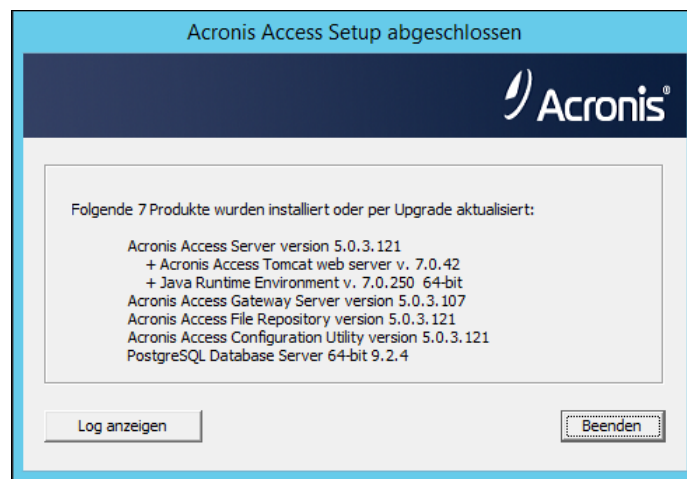 Acronis Access Setup abgeschlossen
Acronis®
Folgende 7 Produkte wurden installiert oder per Upgrade aktualisiert:
Acronis Access Server version 5.0.3.121
+ Acronis Access Tomcat web server v. 7.0.42
+ Java Runtime Environment v. 7.0.250 64-bit
Acronis Access Gateway Server version 5.0.3.107
Acronis Access File Repository version 5.0.3.121
Acronis Access Configuration Utility version 5.0.3.121
PostgreSQL Database Server 64-bit 9.2.4
Log anzeigen
Beenden